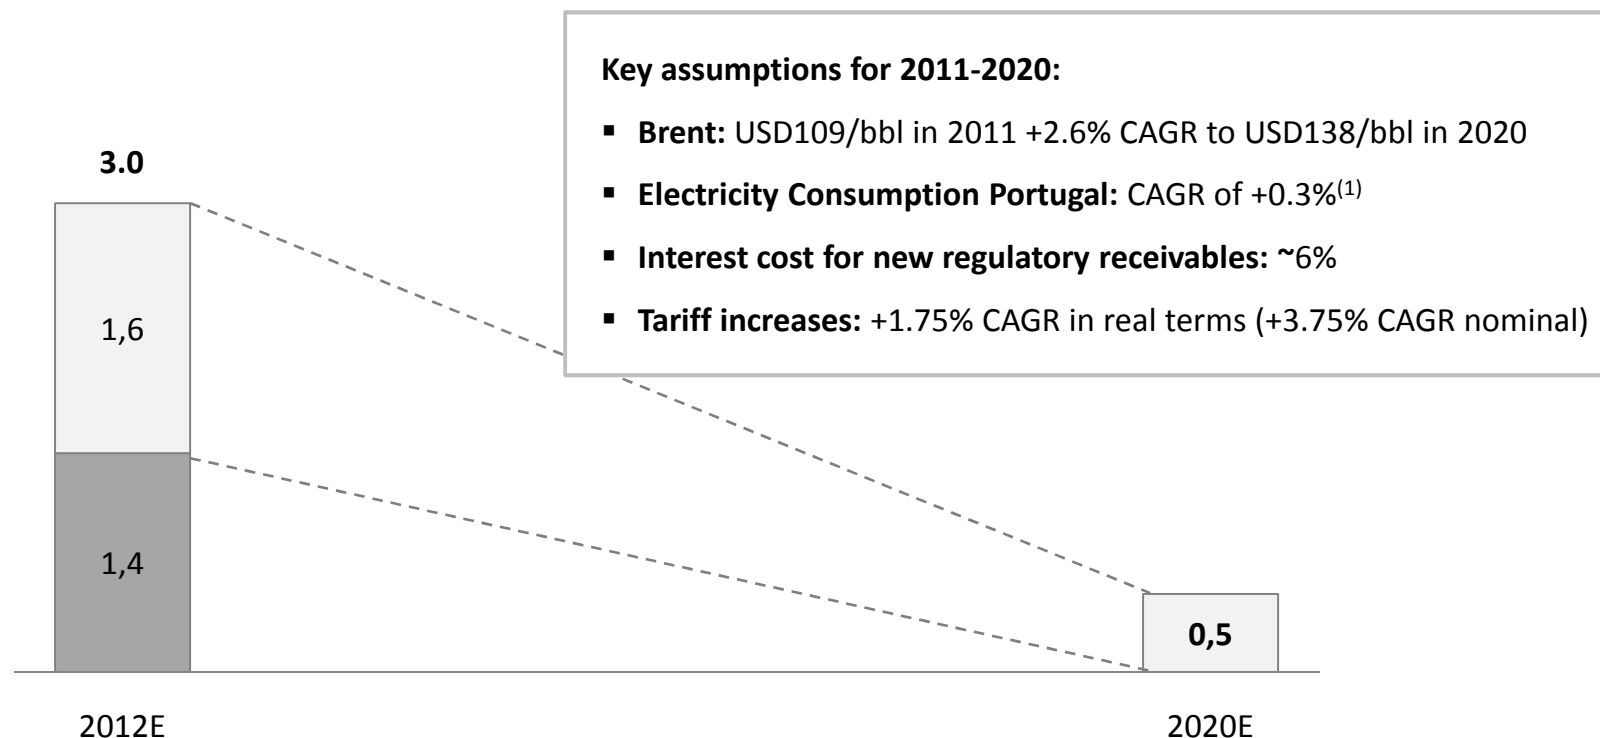 Key assumptions for 2011-2020:
▪ Brent: USD109/bbl in 2011 +2.6% CAGR to USD138/bbl in 2020
▪ Electricity Consumption Portugal: CAGR of +0.3%(1)
▪ Interest cost for new regulatory receivables: ~6%
▪ Tariff increases: +1.75% CAGR in real terms (+3.75% CAGR nominal)
3.0
1,6
1,4
0,5
2012E
2020E